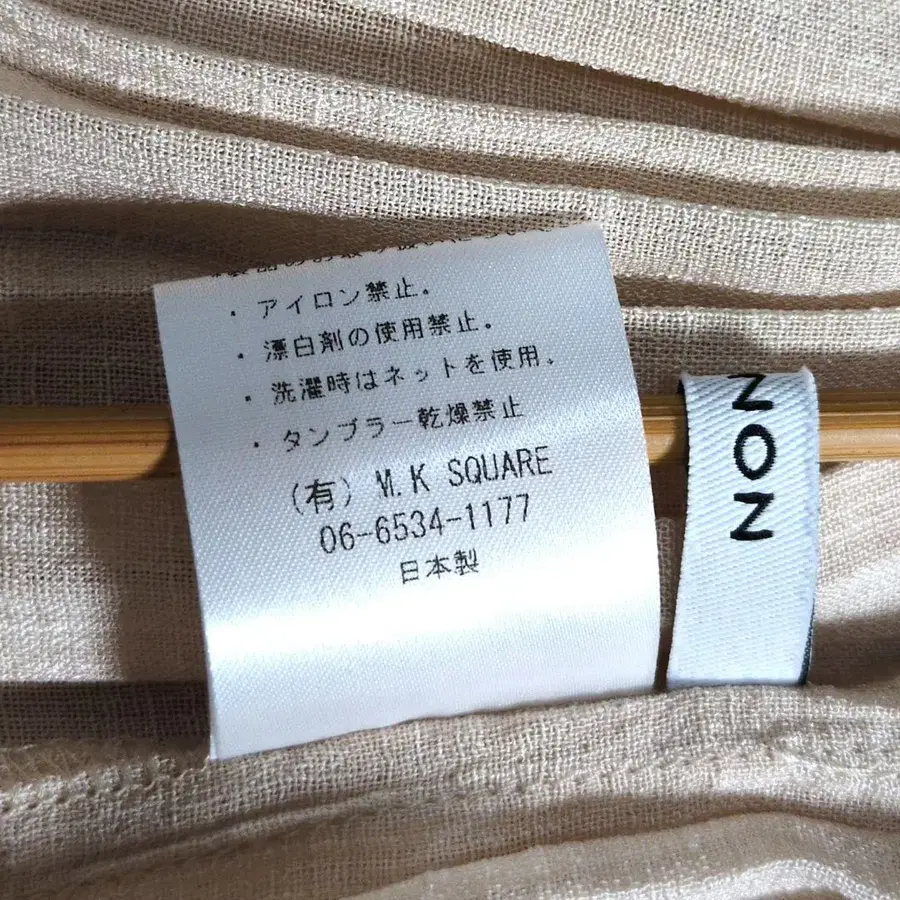 ・アイロン禁止。
・漂白剤の使用禁止。
・洗濯時はネットを使用。
・タンブラー乾燥禁止
(有) M.K SQUARE
06-6534-1177
日本製
NON